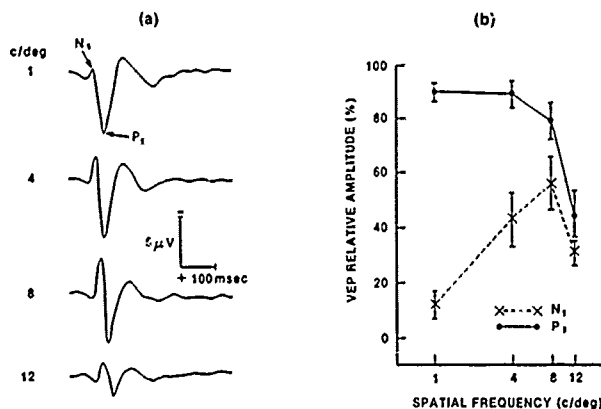 (a)
c/deg
N₁
1
P₁
4
5μV
+ 100msec
8
12
(b)
VEP RELATIVE AMPLITUDE (%)
100
80
60
40
20
0
N₁
P₁
1 4 8 12
SPATIAL FREQUENCY (c/deg)